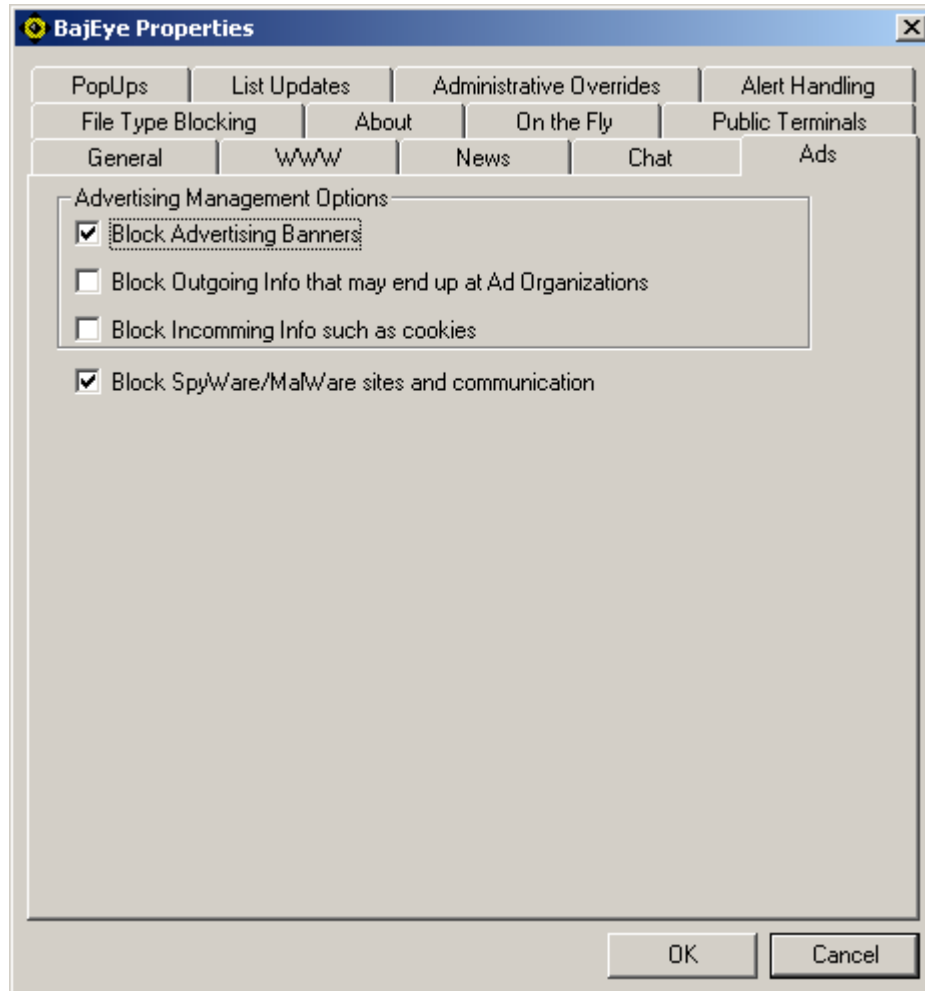 BajEye Properties
PopUps List Updates Administrative Overrides Alert Handling
File Type Blocking About On the Fly Public Terminals
General WWW News Chat Ads
Advertising Management Options
Block Advertising Banners
Block Outgoing Info that may end up at Ad Organizations
Block Incomming Info such as cookies
Block SpyWare/MalWare sites and communication
OK Cancel